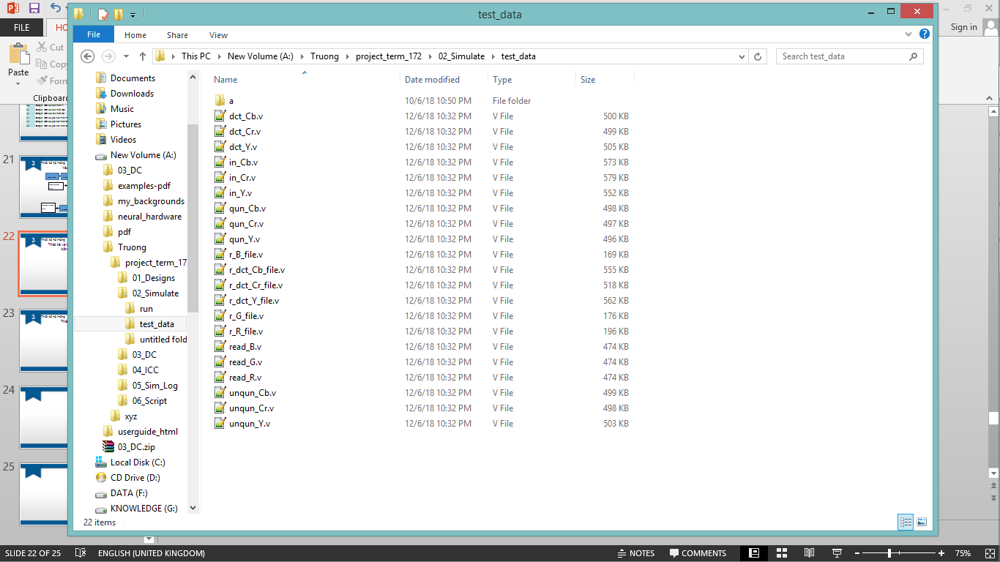 test_data
FILE
HO
Sign in
File
Home
Share
View
Cut
Copy
Form
Paste
Clipboard
This PC
New Volume (A:)
Truong
project_term_172
02_Simulate
test_data
Search test_data
Documents
Downloads
Music
Pictures
Videos
New Volume (A:)
03_DC
examples-pdf
my_backgrounds
neural_hardware
pdf
Truong
project_term_17
01_Designs
02_Simulate
run
test_data
untitled fold
03_DC
04_ICC
05_Sim_Log
06_Script
xyz
userguide_html
03_DC.zip
Local Disk (C:)
CD Drive (D:)
DATA (F:)
KNOWLEDGE (G:)
Name Date modified Type Size
a 10/6/18 10:50 PM File folder
dct_Cb.v 12/6/18 10:32 PM V File 500 KB
dct_Cr.v 12/6/18 10:32 PM V File 499 KB
dct_Y.v 12/6/18 10:32 PM V File 505 KB
in_Cb.v 12/6/18 10:32 PM V File 573 KB
in_Cr.v 12/6/18 10:32 PM V File 579 KB
in_Y.v 12/6/18 10:32 PM V File 552 KB
qun_Cb.v 12/6/18 10:32 PM V File 498 KB
qun_Cr.v 12/6/18 10:32 PM V File 497 KB
qun_Y.v 12/6/18 10:32 PM V File 496 KB
r_B_file.v 12/6/18 10:32 PM V File 169 KB
r_dct_Cb_file.v 12/6/18 10:32 PM V File 555 KB
r_dct_Cr_file.v 12/6/18 10:32 PM V File 518 KB
r_dct_Y_file.v 12/6/18 10:32 PM V File 562 KB
r_G_file.v 12/6/18 10:32 PM V File 176 KB
r_R_file.v 12/6/18 10:32 PM V File 196 KB
read_B.v 12/6/18 10:32 PM V File 474 KB
read_G.v 12/6/18 10:32 PM V File 474 KB
read_R.v 12/6/18 10:32 PM V File 474 KB
unqun_Cb.v 12/6/18 10:32 PM V File 499 KB
unqun_Cr.v 12/6/18 10:32 PM V File 498 KB
unqun_Y.v 12/6/18 10:32 PM V File 503 KB
22 items
21
3
22
3
23
3
24
25
SLIDE 22 OF 25
ENGLISH (UNITED KINGDOM)
NOTES
COMMENTS
75%